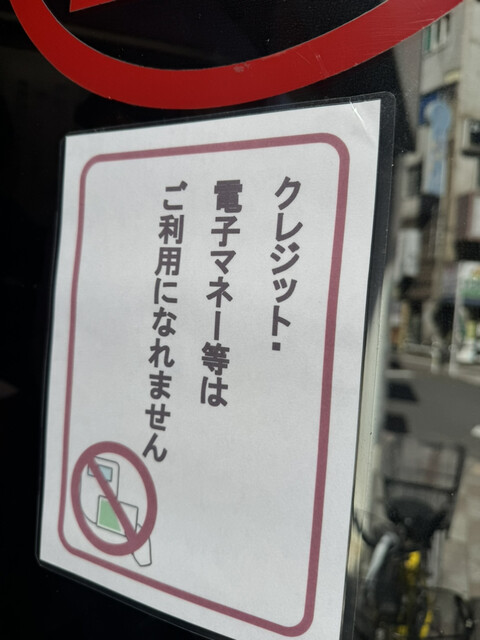 クレジット・
電子マネー等は
ご利用になれません